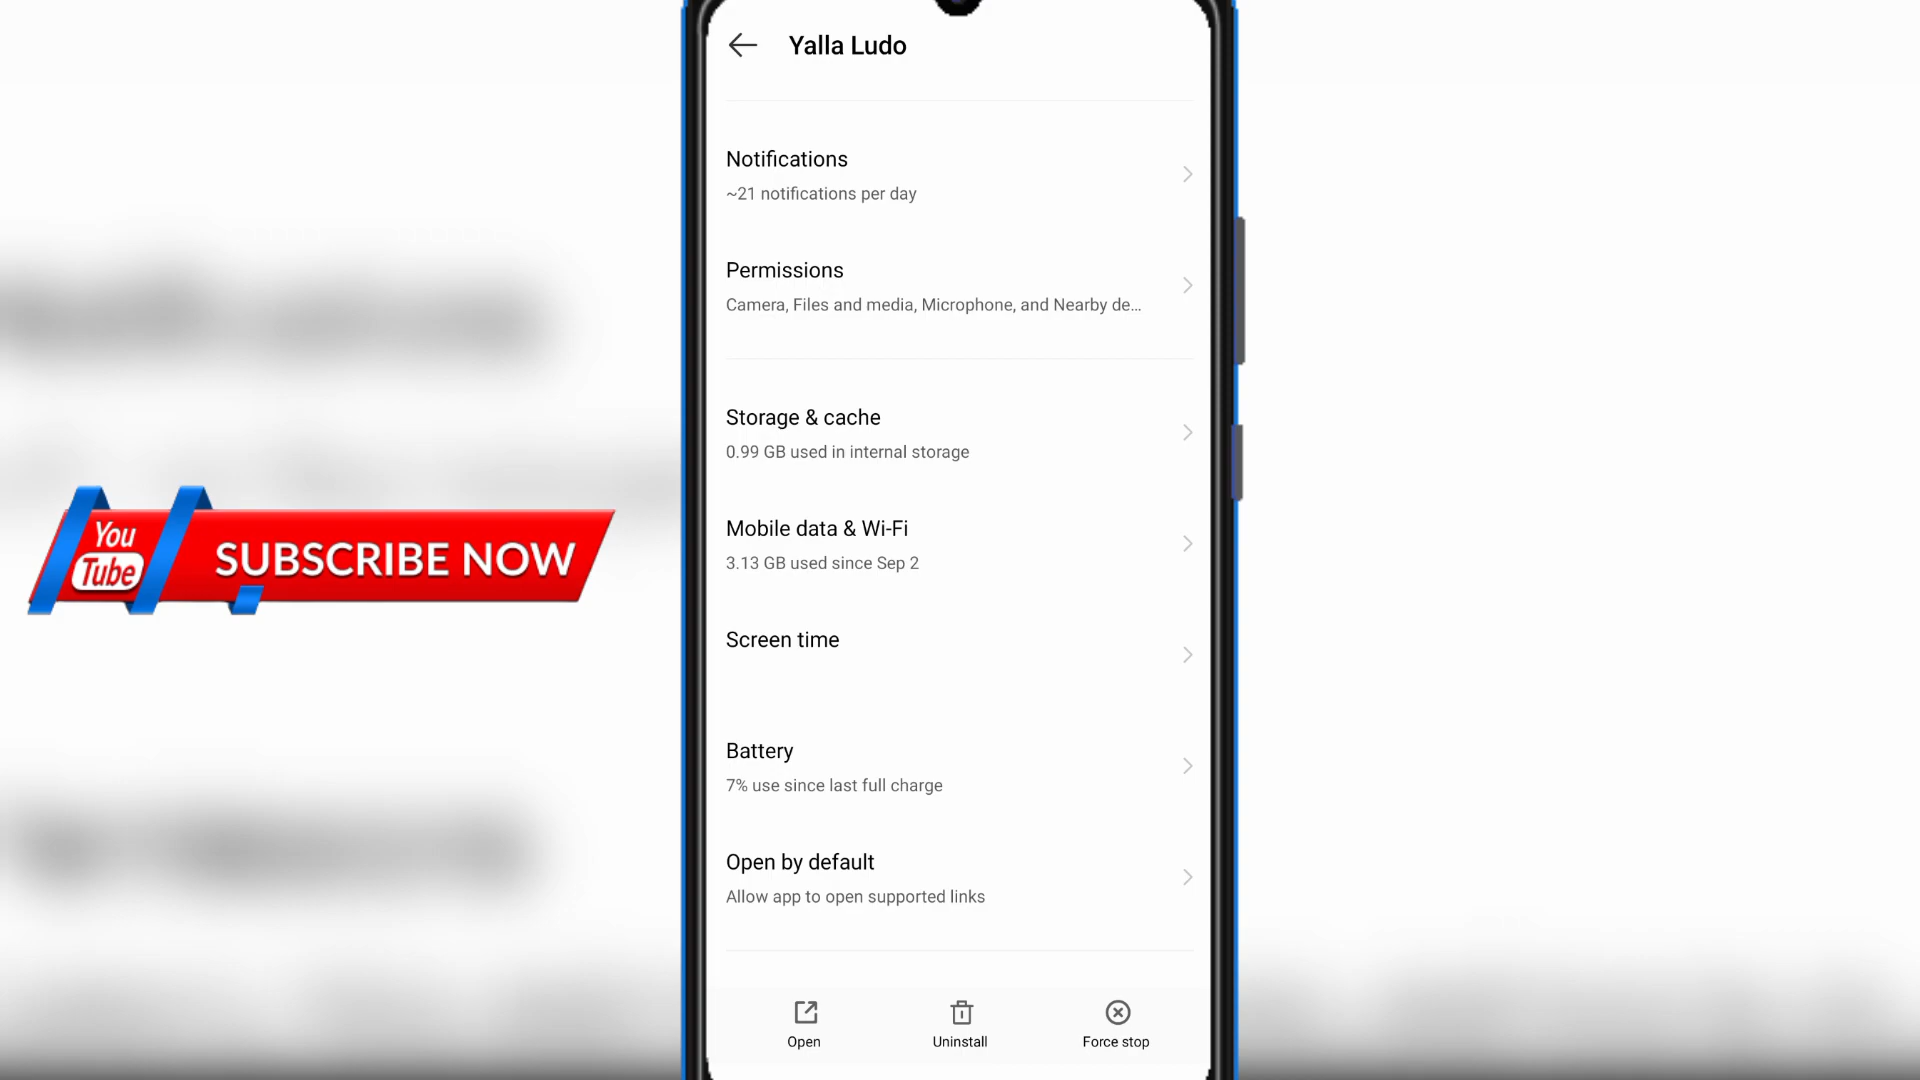 Yalla Ludo
Notifications
~21 notifications per day
Permissions
Camera, Files and media, Microphone, and Nearby de...
Storage & cache
0.99 GB used in internal storage
Mobile data & Wi-Fi
3.13 GB used since Sep 2
Screen time
Battery
7% use since last full charge
Open by default
Allow app to open supported links
Open
Uninstall
Force stop
You
Tube
SUBSCRIBE NOW